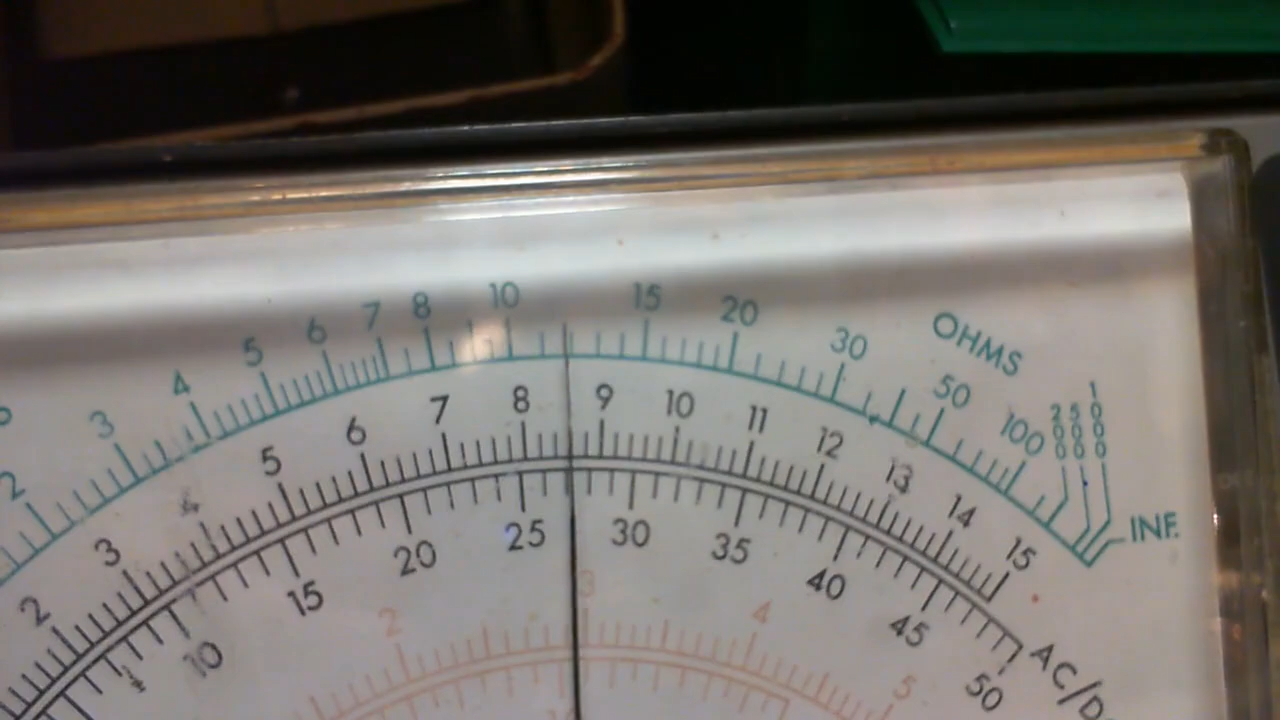 2 3 4 5 6 7 8 10 15 20 30 50 100 200 500 1000 INF.
OHMS
2 3 4 5 6 7 8 9 10 11 12 13 14 15
10 15 20 25 30 35 40 45 50
AC/D
2 3 4 5